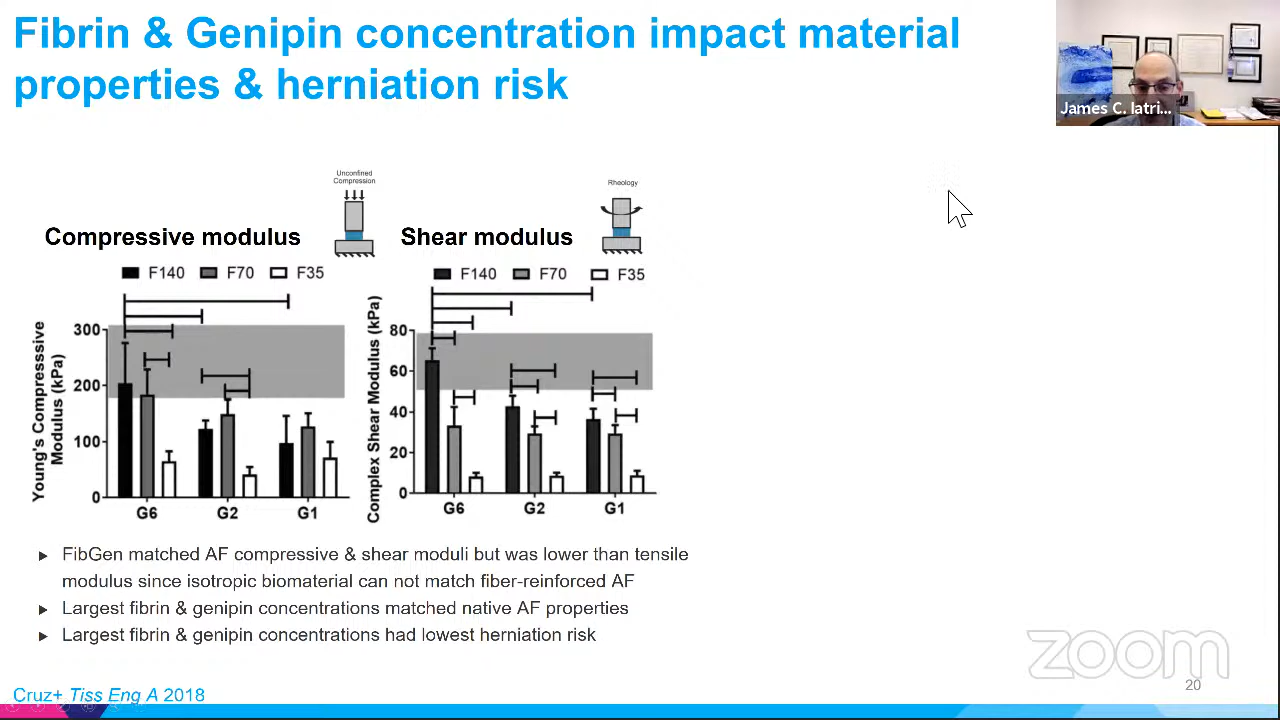 Fibrin & Genipin concentration impact material
properties & herniation risk
James C. Iatri...
Unconfined
Compression
Rheology
Compressive modulus
Shear modulus
F140 F70 F35
F140 F70 F35
Young's Compresssive
Modulus (kPa)
300
200
100
0
G6 G2 G1
Complex Shear Modulus (kPa)
80
60
40
20
0
G6 G2 G1
▶ FibGen matched AF compressive & shear moduli but was lower than tensile
modulus since isotropic biomaterial can not match fiber-reinforced AF
▶ Largest fibrin & genipin concentrations matched native AF properties
▶ Largest fibrin & genipin concentrations had lowest herniation risk
zoom
20
Cruz+ Tiss Eng A 2018